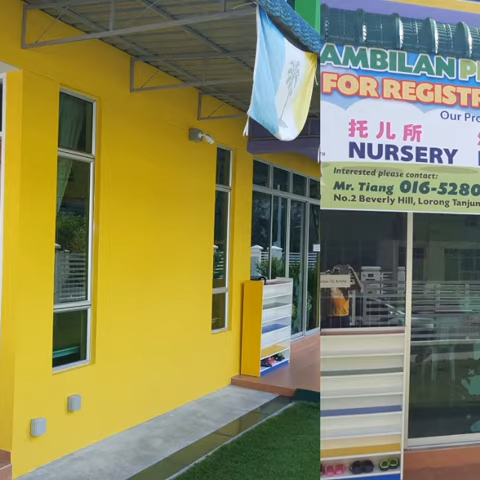 AMBILAN
FOR REGISTR
Our Pro
托儿所
NURSERY
Interested please contact:
Mr. Tiang 016-5280
No.2 Beverly Hill, Lorong Tanjun